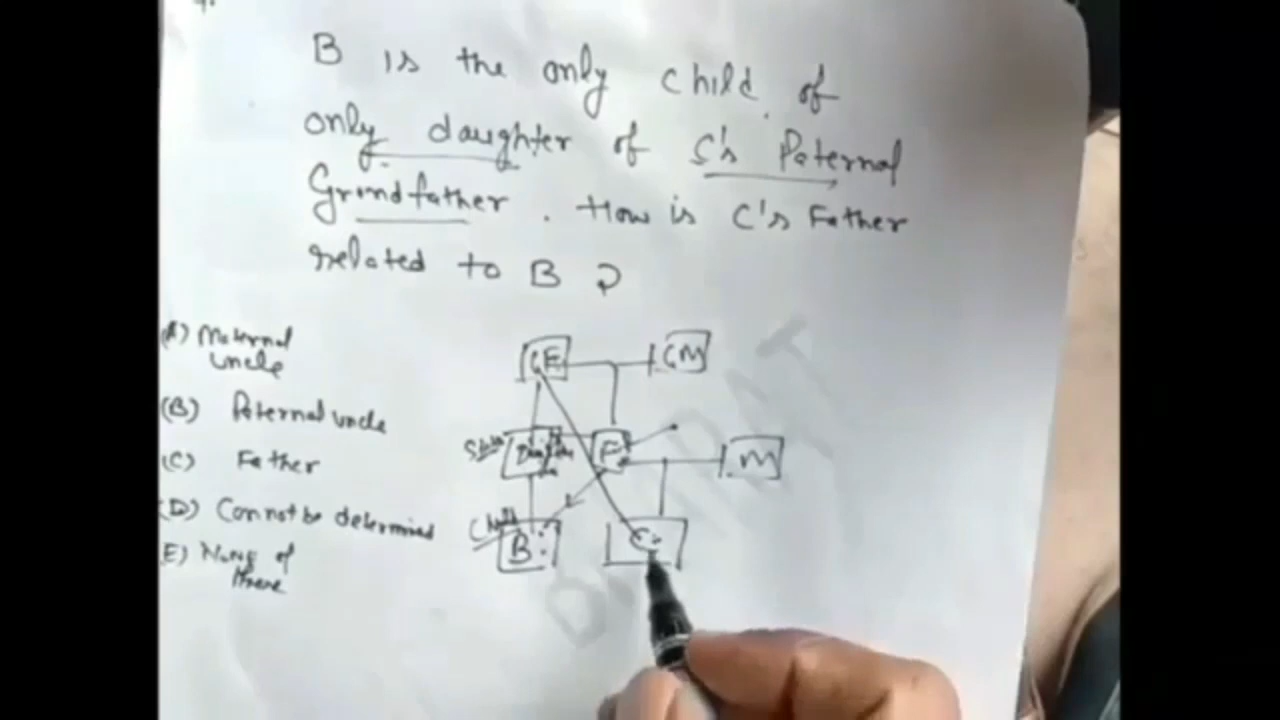 B is the only child of
only daughter of C's Paternal
Grandfather. How is C's Father
related to B ?
(A) Maternal
uncle
(B) Paternal uncle
(C) Father
(D) Cannot be determined
(E) None of
these
GF GM
F M
B C